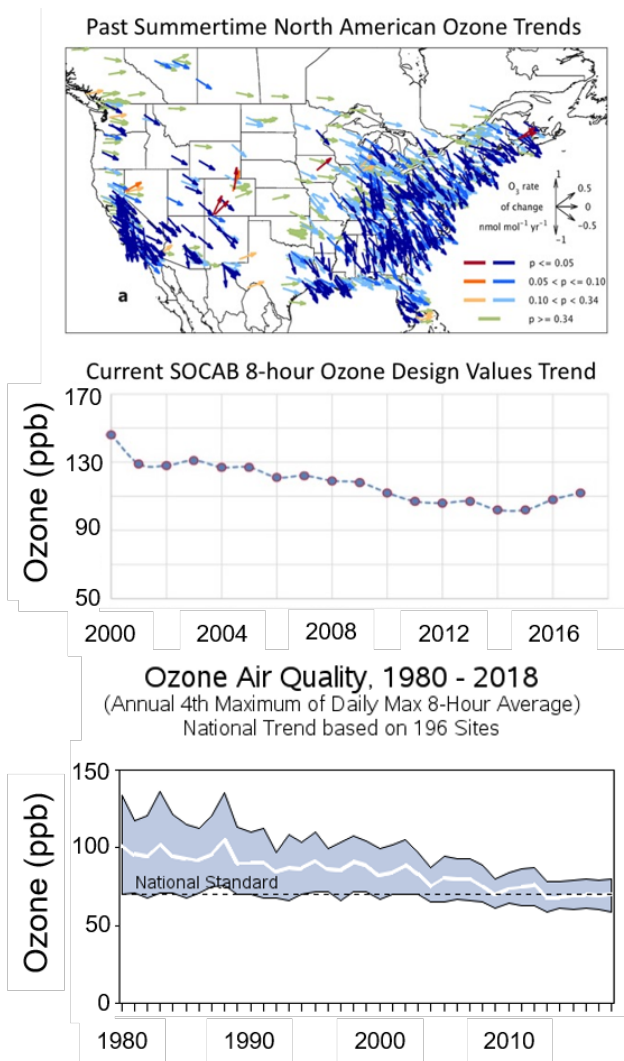 Past Summertime North American Ozone Trends
O3 rate
of change
nmol mol−1 yr−1
1
0.5
0
−0.5
−1
a
p <= 0.05
0.05 < p <= 0.10
0.10 < p < 0.34
p >= 0.34
Current SOCAB 8-hour Ozone Design Values Trend
Ozone (ppb)
170
130
90
50
2000 2004 2008 2012 2016
Ozone Air Quality, 1980 - 2018
(Annual 4th Maximum of Daily Max 8-Hour Average)
National Trend based on 196 Sites
Ozone (ppb)
150
100
National Standard
50
0
1980 1990 2000 2010